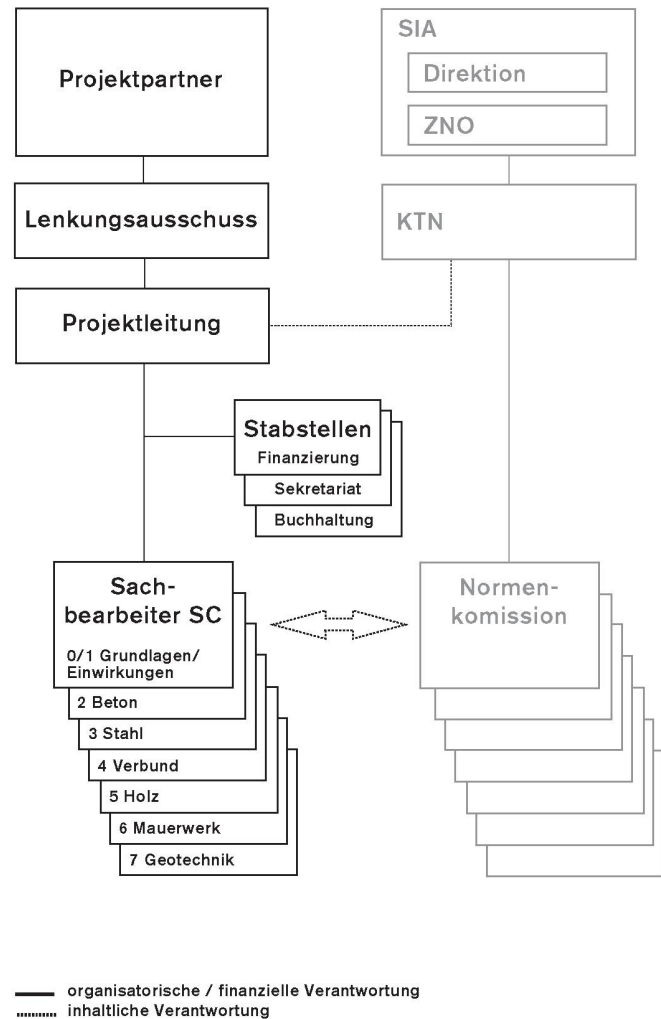 Projektpartner
SIA
Direktion
ZNO
Lenkungsausschuss
KTN
Projektleitung
Stabstellen
Finanzierung
Sekretariat
Buchhaltung
Sach-
bearbeiter SC
0/1 Grundlagen/
Einwirkungen
2 Beton
3 Stahl
4 Verbund
5 Holz
6 Mauerwerk
7 Geotechnik
Normen-
komission
organisatorische / finanzielle Verantwortung
inhaltliche Verantwortung